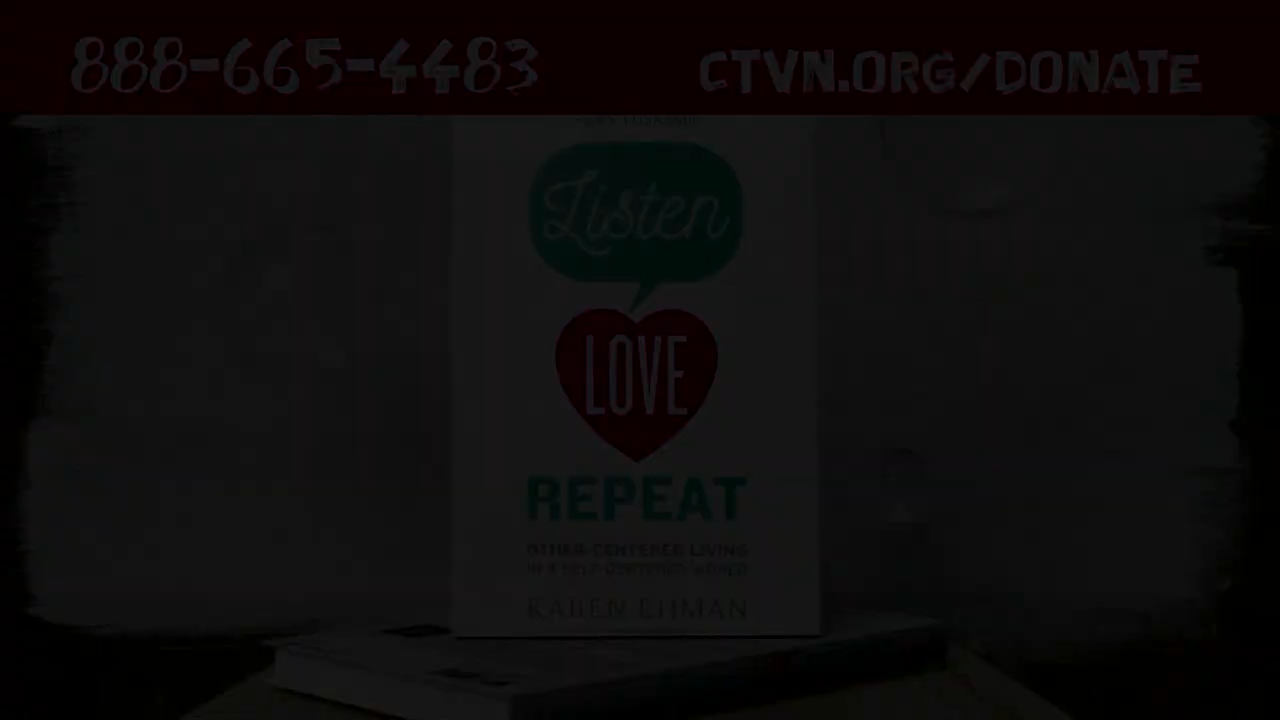 888-665-4483
CTVN.ORG/DONATE
Listen
LOVE
REPEAT
OTHER-CENTERED LIVING
IN A SELF-CENTERED WORLD
KAREN EHMAN